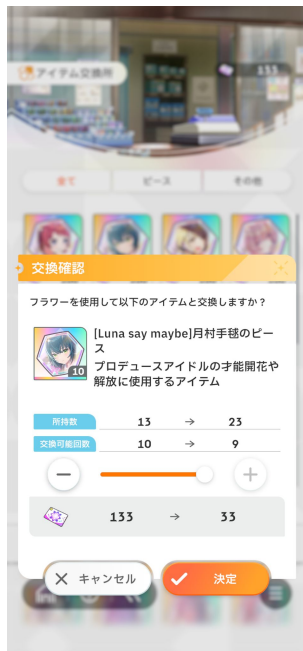 アイテム交換所
133
全て
ピース
その他
交換確認
フラワーを使用して以下のアイテムと交換しますか？
[Luna say maybe]月村手毬のピー
ス
プロデュースアイドルの才能開花や
解放に使用するアイテム
10
所持数 13 → 23
交換可能回数 10 → 9
133 → 33
キャンセル
決定